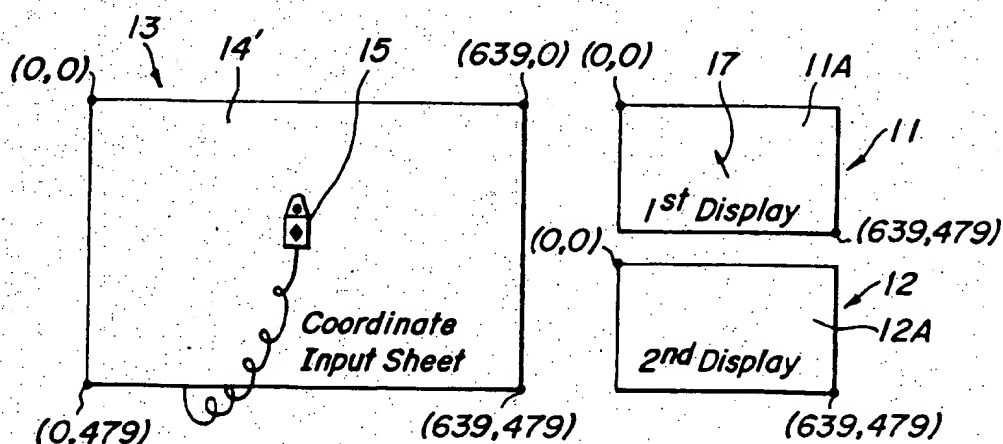 13
14'
15
(0,0)
(639,0)
(0,0)
17
11A
11
1st Display
(639,479)
(0,0)
12
12A
2nd Display
(639,479)
Coordinate
Input Sheet
(0,479)
(639,479)